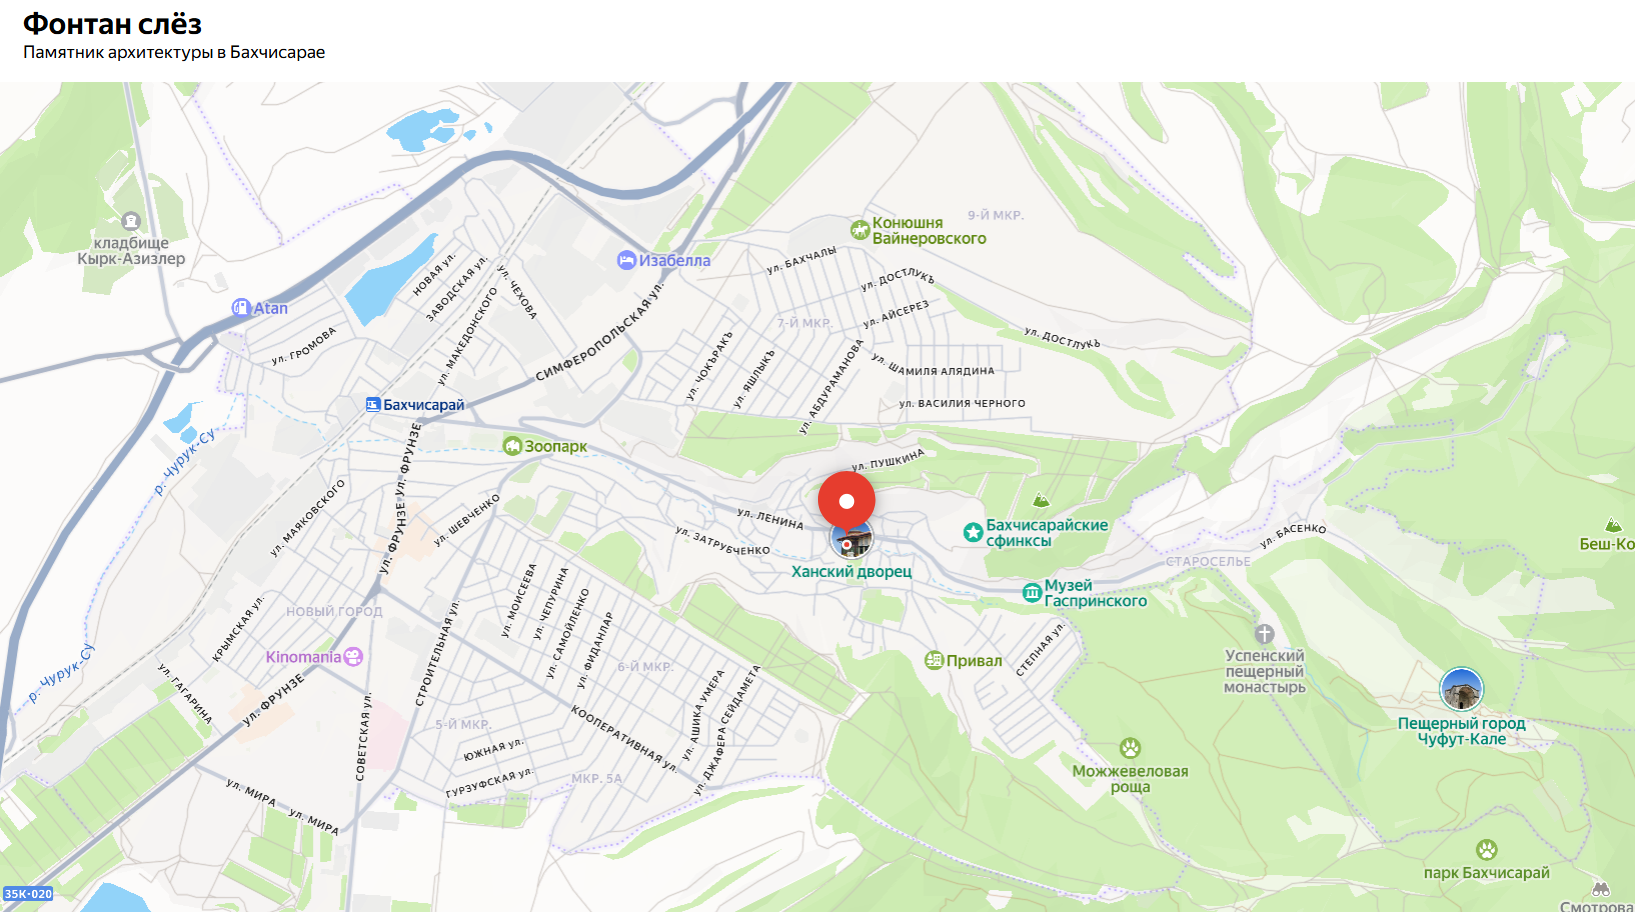 Фонтан слёз
Памятник архитектуры в Бахчисарае
9-Й МКР.
Конюшня
Вайнеровского
кладбище
Кырк-Азизлер
ул. БАХЧАЛЫ
Изабелла
НОВАЯ ул.
ЗАВОДСКАЯ ул.
ул. ЧЕХОВА
ул. ДОСТЛУКЪ
Atan
ул. МАКЕДОНСКОГО
СИМФЕРОПОЛЬСКАЯ ул.
7-Й МКР.
ул. АЙСЕРЕЗ
ул. ДОСТЛУКЪ
ул. ГРОМОВА
ул. ЧОКЪРАКЪ
ул. ЯШЛЫКЪ
ул. АБДУРАМАНОВА
ул. ШАМИЛЯ АЛЯДИНА
Бахчисарай
ул. ВАСИЛИЯ ЧЕРНОГО
Зоопарк
р. Чурук-Су
ул. ФРУНЗЕ
ул. ПУШКИНА
ул. МАЯКОВСКОГО
ул. ФРУНЗЕ
ул. ШЕВЧЕНКО
ул. ЛЕНИНА
ул. ЗАТРУБЧЕНКО
Бахчисарайские
сфинксы
ул. БАСЕНКО
Беш-Ко
СТАРОСЕЛЬЕ
Ханский дворец
Музей
Гаспринского
НОВЫЙ ГОРОД
КРЫМСКАЯ ул.
ул. МОИСЕЕВА
ул. ЧЕПУРИНА
ул. САМОЙЛЕНКО
ул. ФИДАНЛАР
СТРОИТЕЛЬНАЯ ул.
СТЕПНАЯ ул.
Kinomania
6-Й МКР.
Привал
Успенский
пещерный
монастырь
р. Чурук-Су
ул. ГАГАРИНА
ул. ФРУНЗЕ
СОВЕТСКАЯ ул.
5-Й МКР.
КООПЕРАТИВНАЯ ул.
ул. АШИКА УМЕРА
ул. ДЖАФЕРА СЕЙДАМЕТА
Пещерный город
Чуфут-Кале
ЮЖНАЯ ул.
ГУРЗУФСКАЯ ул.
МКР. 5А
Можжевеловая
роща
ул. МИРА
ул. МИРА
парк Бахчисарай
35К-020
Смотрова